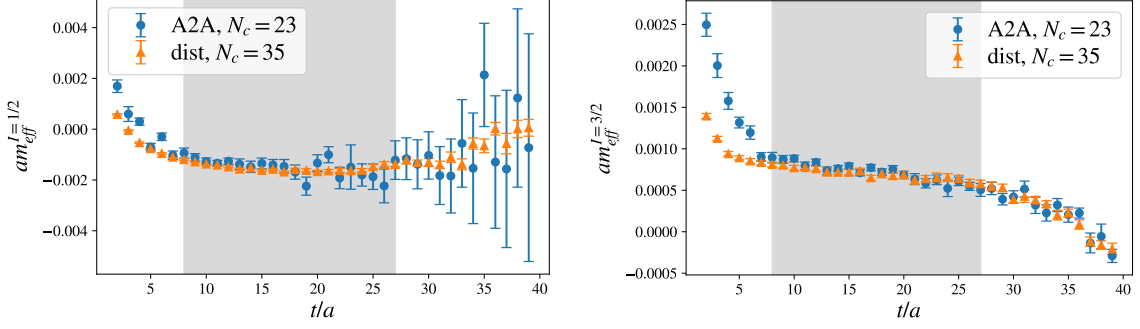 0.004
0.002
0.000
−0.002
−0.004
am_eff^{I=1/2}
A2A, N_c = 23
dist, N_c = 35
5 10 15 20 25 30 35 40
t/a
0.0025
0.0020
0.0015
0.0010
0.0005
0.0000
−0.0005
am_eff^{I=3/2}
A2A, N_c = 23
dist, N_c = 35
5 10 15 20 25 30 35 40
t/a